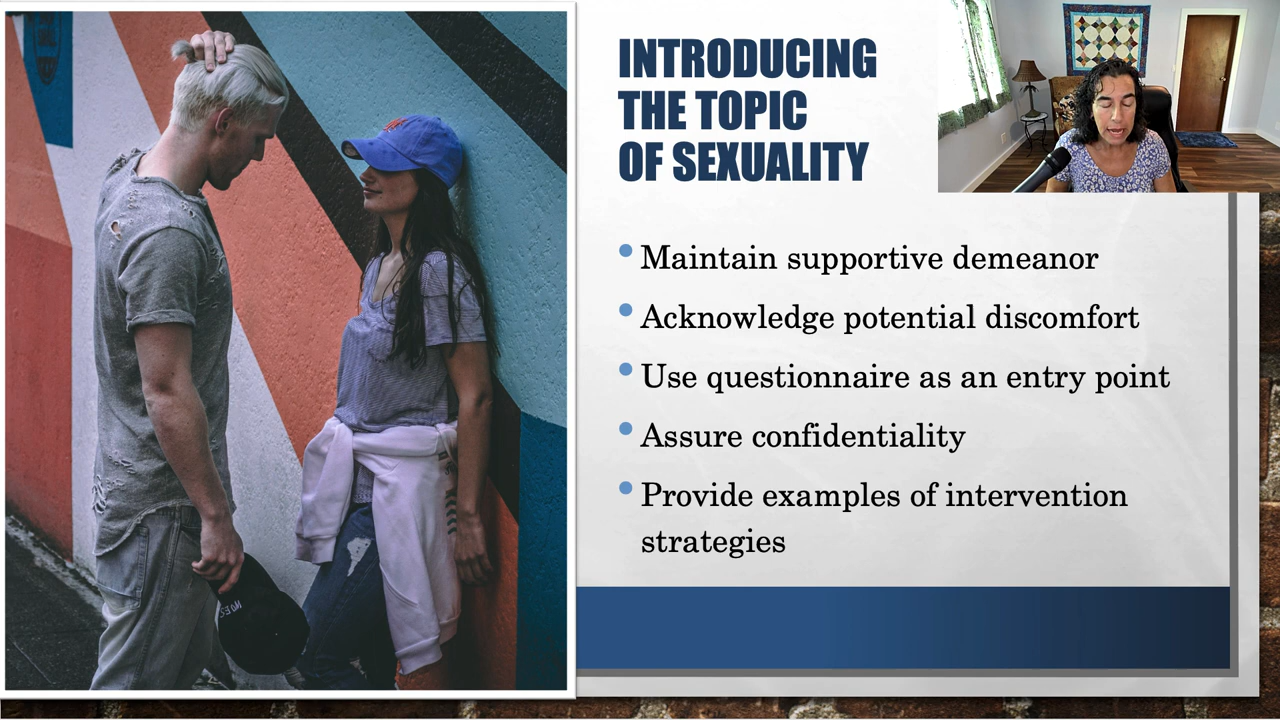 INTRODUCING
THE TOPIC
OF SEXUALITY
Maintain supportive demeanor
Acknowledge potential discomfort
Use questionnaire as an entry point
Assure confidentiality
Provide examples of intervention
strategies